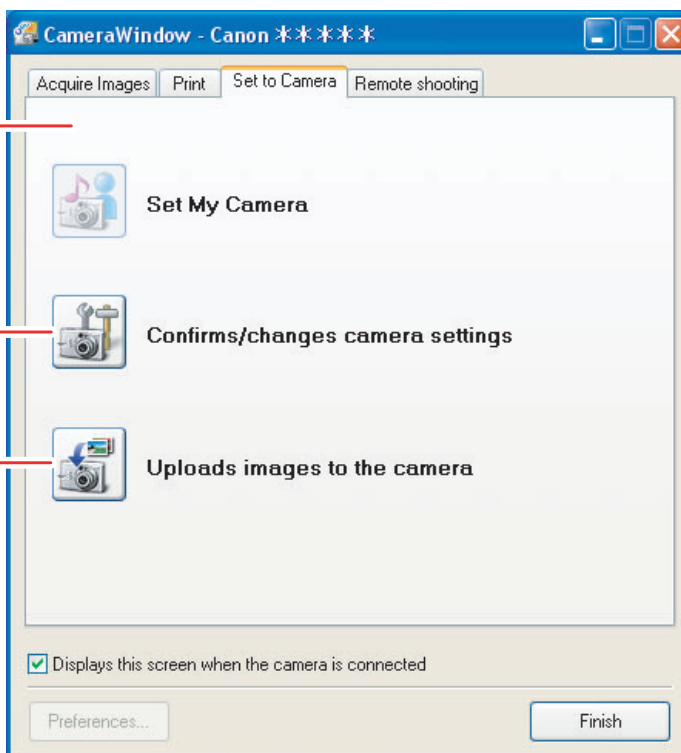 CameraWindow - Canon *****
Acquire Images Print Set to Camera Remote shooting
Set My Camera
Confirms/changes camera settings
Uploads images to the camera
Displays this screen when the camera is connected
Preferences... Finish